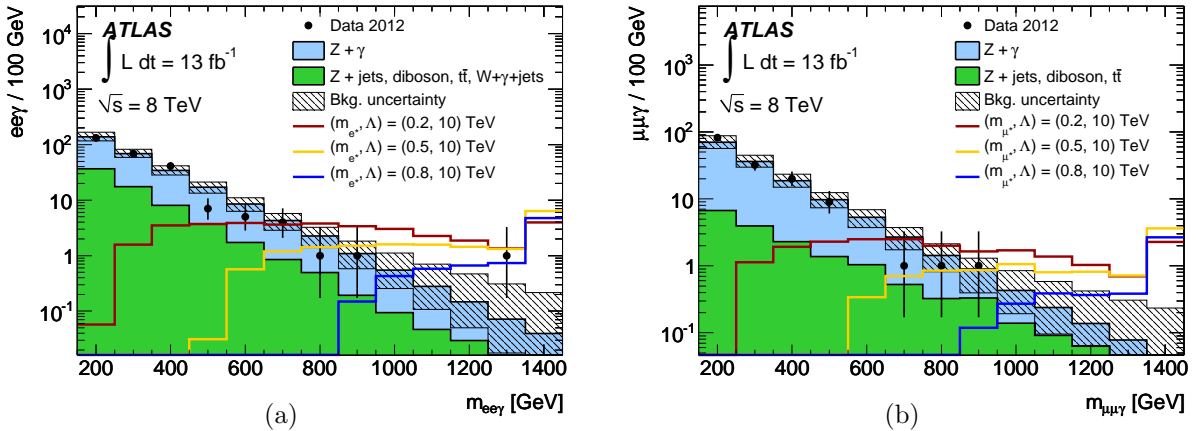 eeγ / 100 GeV
10⁴
10³
10²
10
1
10⁻¹
ATLAS
∫ L dt = 13 fb⁻¹
√s = 8 TeV
Data 2012
Z + γ
Z + jets, diboson, tt̄, W+γ+jets
Bkg. uncertainty
(m_e*, Λ) = (0.2, 10) TeV
(m_e*, Λ) = (0.5, 10) TeV
(m_e*, Λ) = (0.8, 10) TeV
200 400 600 800 1000 1200 1400
m_eeγ [GeV]
(a)
μμγ / 100 GeV
10³
10²
10
1
10⁻¹
ATLAS
∫ L dt = 13 fb⁻¹
√s = 8 TeV
Data 2012
Z + γ
Z + jets, diboson, tt̄
Bkg. uncertainty
(m_μ*, Λ) = (0.2, 10) TeV
(m_μ*, Λ) = (0.5, 10) TeV
(m_μ*, Λ) = (0.8, 10) TeV
200 400 600 800 1000 1200 1400
m_μμγ [GeV]
(b)